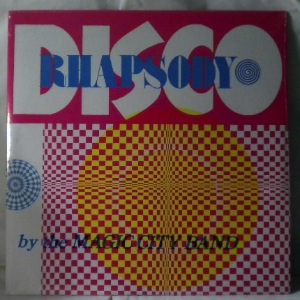 DISCO
RHAPSODY
by the MAGIC CITY BAND